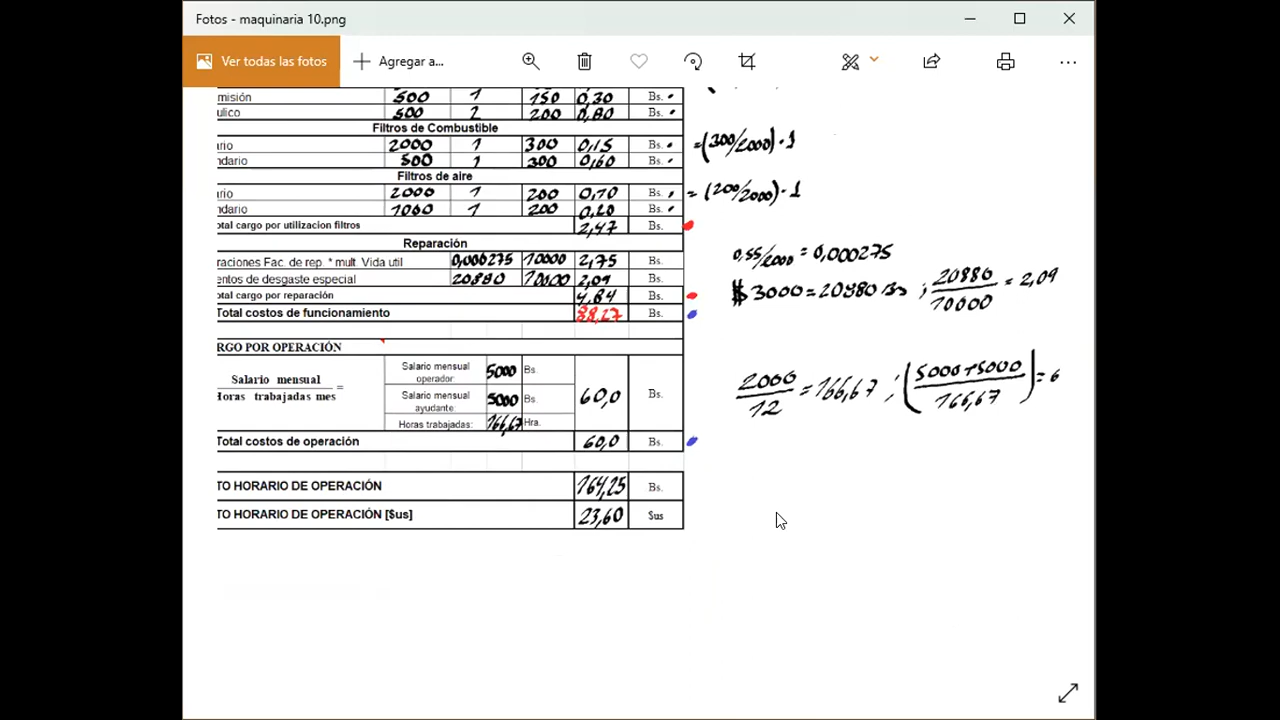 Fotos - maquinaria 10.png
Ver todas las fotos
Agregar a...
misión 500 1 150 0,30 Bs.
ulico 500 2 200 0,80 Bs.
Filtros de Combustible
ario 2000 1 300 0,15 Bs. =(300/2000)·1
ndario 500 1 300 0,60 Bs.
Filtros de aire
ario 2000 1 200 0,10 Bs. =(200/2000)·1
ndario 1000 1 200 0,20 Bs.
otal cargo por utilizacion filtros 2,47 Bs.
Reparación
raciones Fac. de rep. * mult. Vida util 0,000275 10000 2,75 Bs. 0,55/2000=0,000275
entos de desgaste especial 20880 10000 2,09 Bs. $ 3000=20880 Bs ; 20880/10000 = 2,09
otal cargo por reparación 4,84 Bs.
Total costos de funcionamiento 88,27 Bs.
RGO POR OPERACIÓN
Salario mensual = Horas trabajadas mes
Salario mensual operador: 5000 Bs.
Salario mensual ayudante: 5000 Bs. 60,0 Bs. 2000/12 = 166,67 ; (5000+5000/166,67) = 6
Horas trabajadas: 166,67 Hra.
Total costos de operación 60,0 Bs.
TO HORARIO DE OPERACIÓN 164,25 Bs.
TO HORARIO DE OPERACIÓN [$us] 23,60 $us